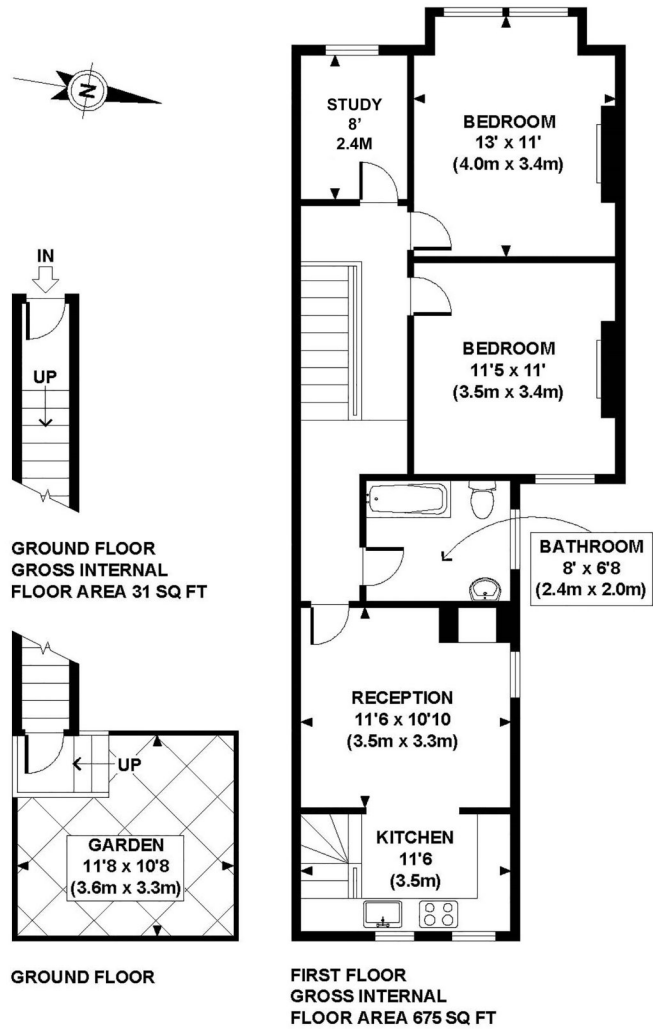 N
STUDY
8'
2.4M
BEDROOM
13' x 11'
(4.0m x 3.4m)
IN
UP
BEDROOM
11'5 x 11'
(3.5m x 3.4m)
GROUND FLOOR
GROSS INTERNAL
FLOOR AREA 31 SQ FT
BATHROOM
8' x 6'8
(2.4m x 2.0m)
RECEPTION
11'6 x 10'10
(3.5m x 3.3m)
UP
GARDEN
11'8 x 10'8
(3.6m x 3.3m)
KITCHEN
11'6
(3.5m)
GROUND FLOOR
FIRST FLOOR
GROSS INTERNAL
FLOOR AREA 675 SQ FT